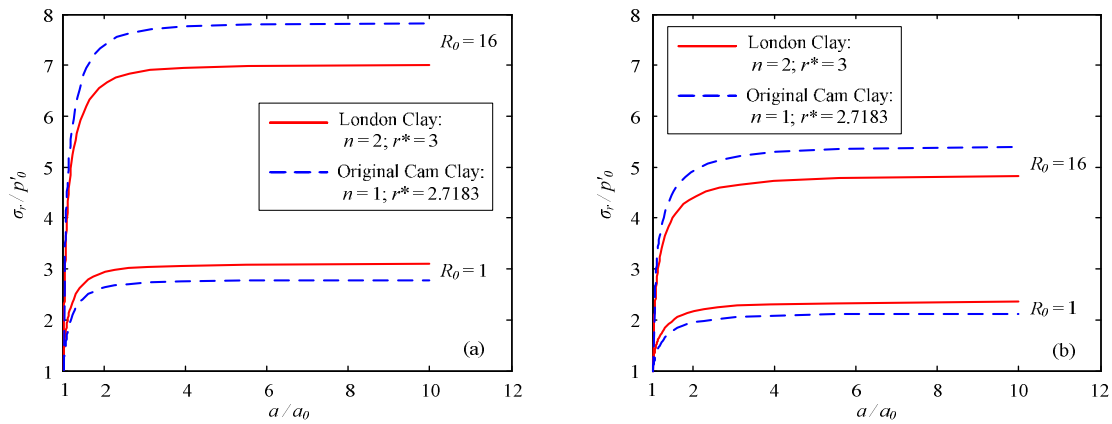 8
7
6
5
4
3
2
1
σr / p′0
1
2
4
6
8
10
12
a / a0
R0 = 16
London Clay:
n = 2; r* = 3
Original Cam Clay:
n = 1; r* = 2.7183
R0 = 1
(a)
8
7
6
5
4
3
2
1
σr / p′0
1
2
4
6
8
10
12
a / a0
London Clay:
n = 2; r* = 3
Original Cam Clay:
n = 1; r* = 2.7183
R0 = 16
R0 = 1
(b)